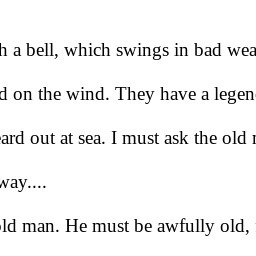 h a bell, which swings in bad wea
d on the wind. They have a legen
eard out at sea. I must ask the old
way....
old man. He must be awfully old,